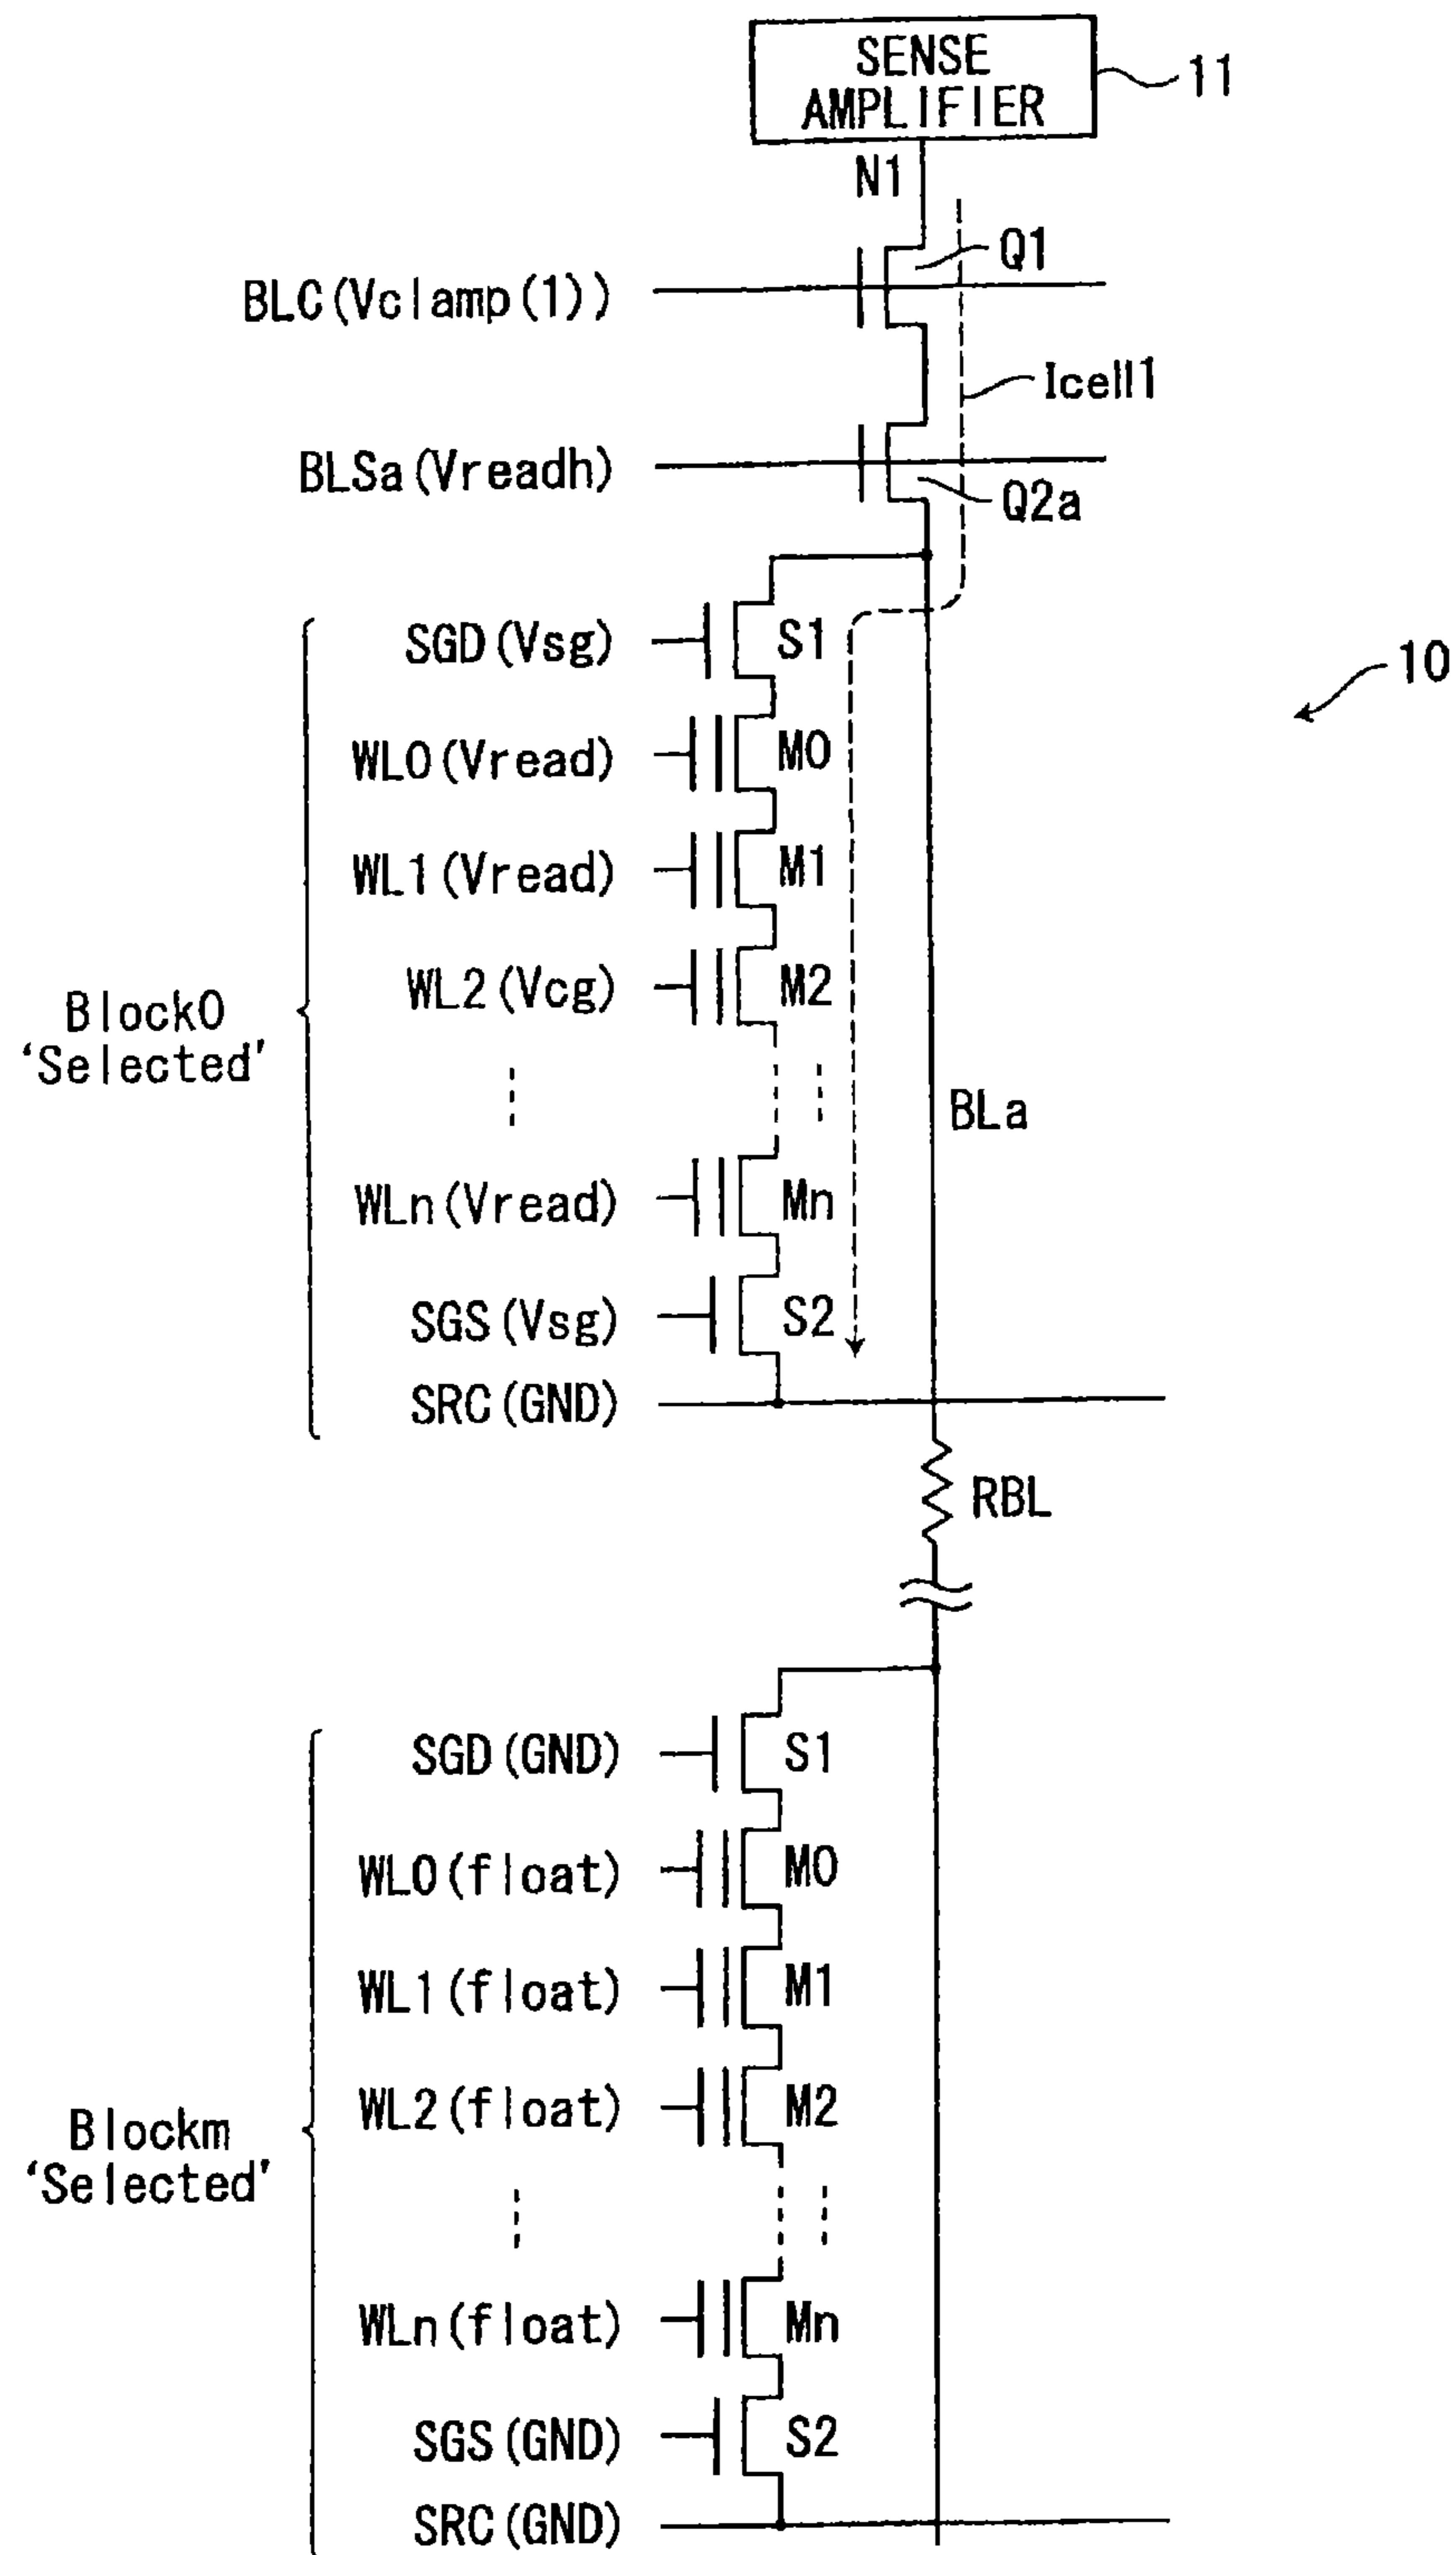 SENSE
AMPLIFIER
11
N1
Q1
BLC(Vclamp(1))
Icell1
BLSa(Vreadh)
Q2a
SGD(Vsg)
S1
10
WL0(Vread)
M0
WL1(Vread)
M1
WL2(Vcg)
M2
Block0
‘Selected’
BLa
WLn(Vread)
Mn
SGS(Vsg)
S2
SRC(GND)
RBL
SGD(GND)
S1
WL0(float)
M0
WL1(float)
M1
WL2(float)
M2
Blockm
‘Selected’
WLn(float)
Mn
SGS(GND)
S2
SRC(GND)